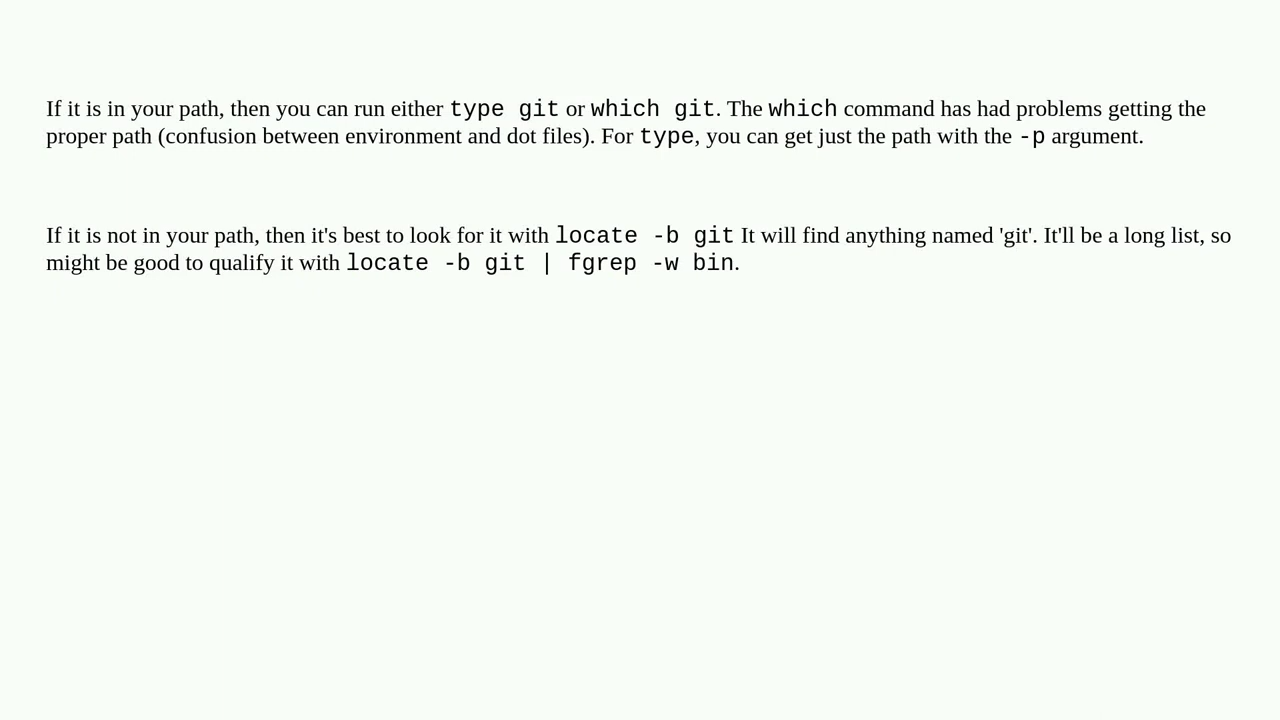 If it is in your path, then you can run either type git or which git. The which command has had problems getting the
proper path (confusion between environment and dot files). For type, you can get just the path with the -p argument.
If it is not in your path, then it's best to look for it with locate -b git It will find anything named 'git'. It'll be a long list, so
might be good to qualify it with locate -b git | fgrep -w bin.